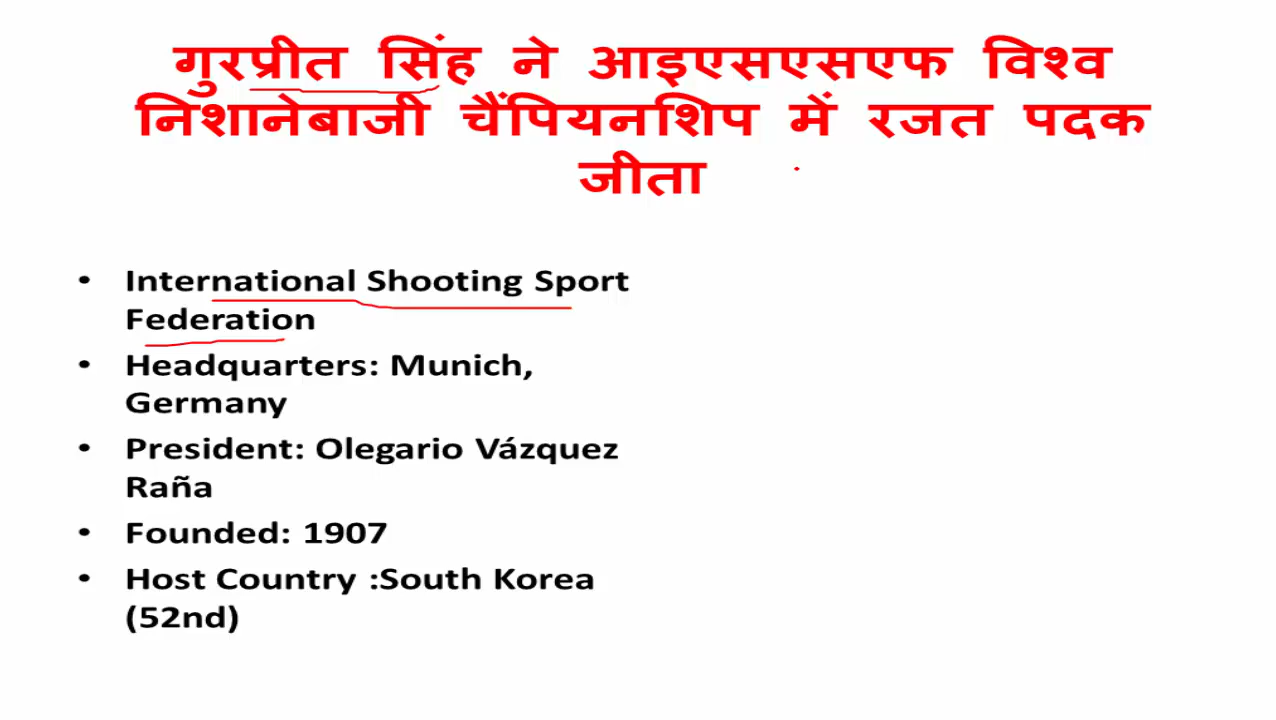 गुरप्रीत सिंह ने आइएसएसएफ विश्व
निशानेबाजी चैंपियनशिप में रजत पदक
जीता
• International Shooting Sport
Federation
• Headquarters: Munich,
Germany
• President: Olegario Vázquez
Raña
• Founded: 1907
• Host Country :South Korea
(52nd)